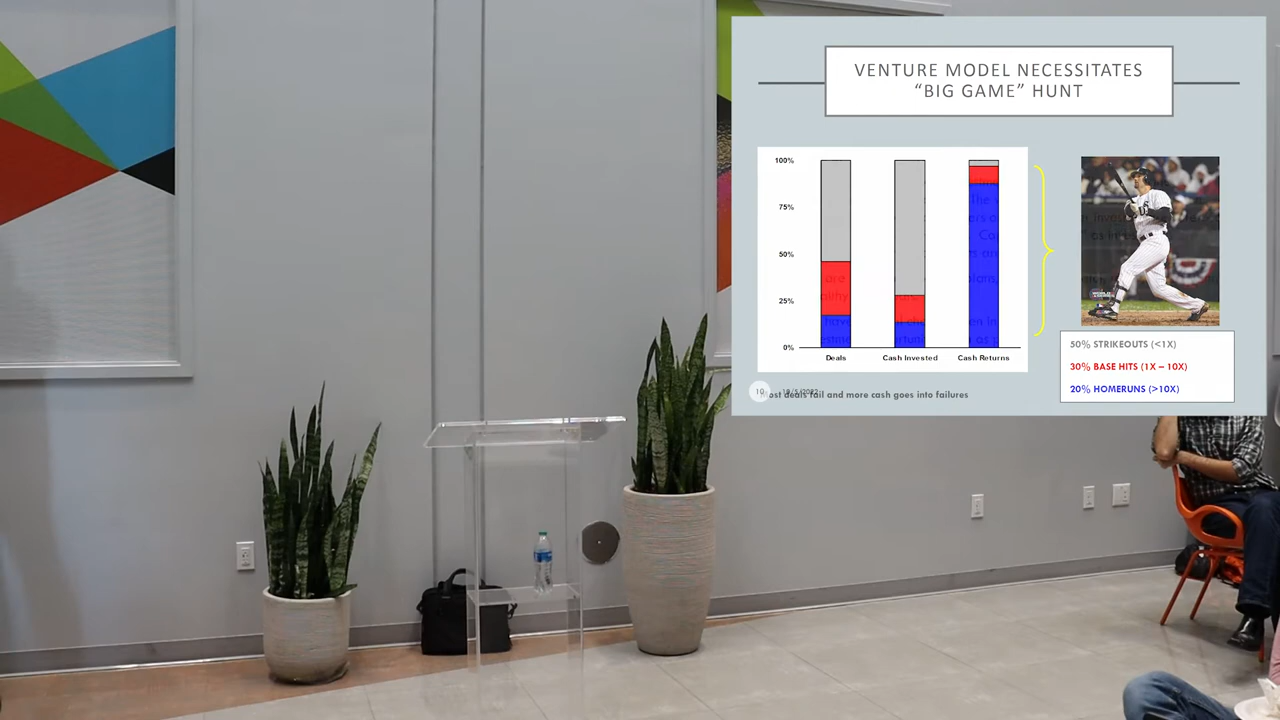 VENTURE MODEL NECESSITATES
“BIG GAME” HUNT
100%
75%
50%
25%
0%
Deals
Cash Invested
Cash Returns
50% STRIKEOUTS (<1X)
30% BASE HITS (1X – 10X)
20% HOMERUNS (>10X)
10
deals fail and more cash goes into failures